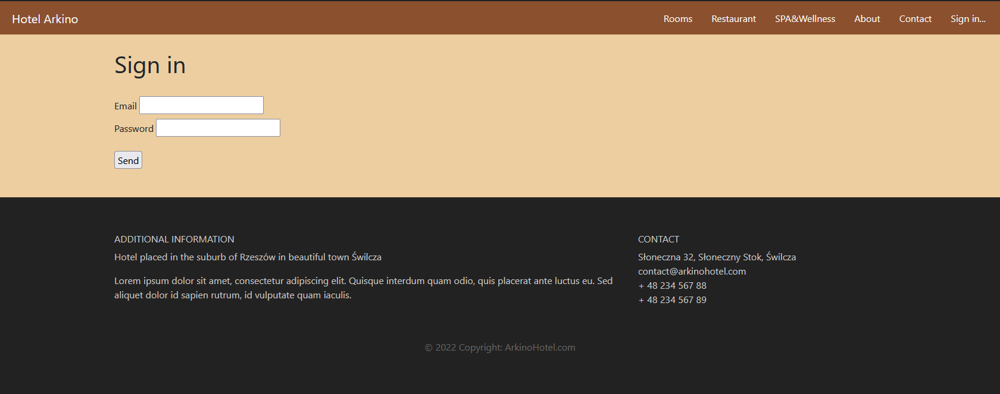 Hotel Arkino
Rooms
Restaurant
SPA&Wellness
About
Contact
Sign in...
Sign in
Email
Password
Send
ADDITIONAL INFORMATION
Hotel placed in the suburb of Rzeszów in beautiful town Świlcza
Lorem ipsum dolor sit amet, consectetur adipiscing elit. Quisque interdum quam odio, quis placerat ante luctus eu. Sed
aliquet dolor id sapien rutrum, id vulputate quam iaculis.
CONTACT
Słoneczna 32, Słoneczny Stok, Świlcza
contact@arkinohotel.com
+ 48 234 567 88
+ 48 234 567 89
© 2022 Copyright: ArkinoHotel.com